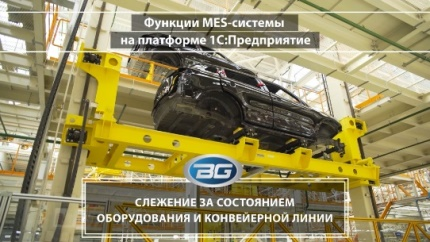 Функции MES-системы
на платформе 1С:Предприятие
BG
СЛЕЖЕНИЕ ЗА СОСТОЯНИЕМ
ОБОРУДОВАНИЯ И КОНВЕЙЕРНОЙ ЛИНИИ